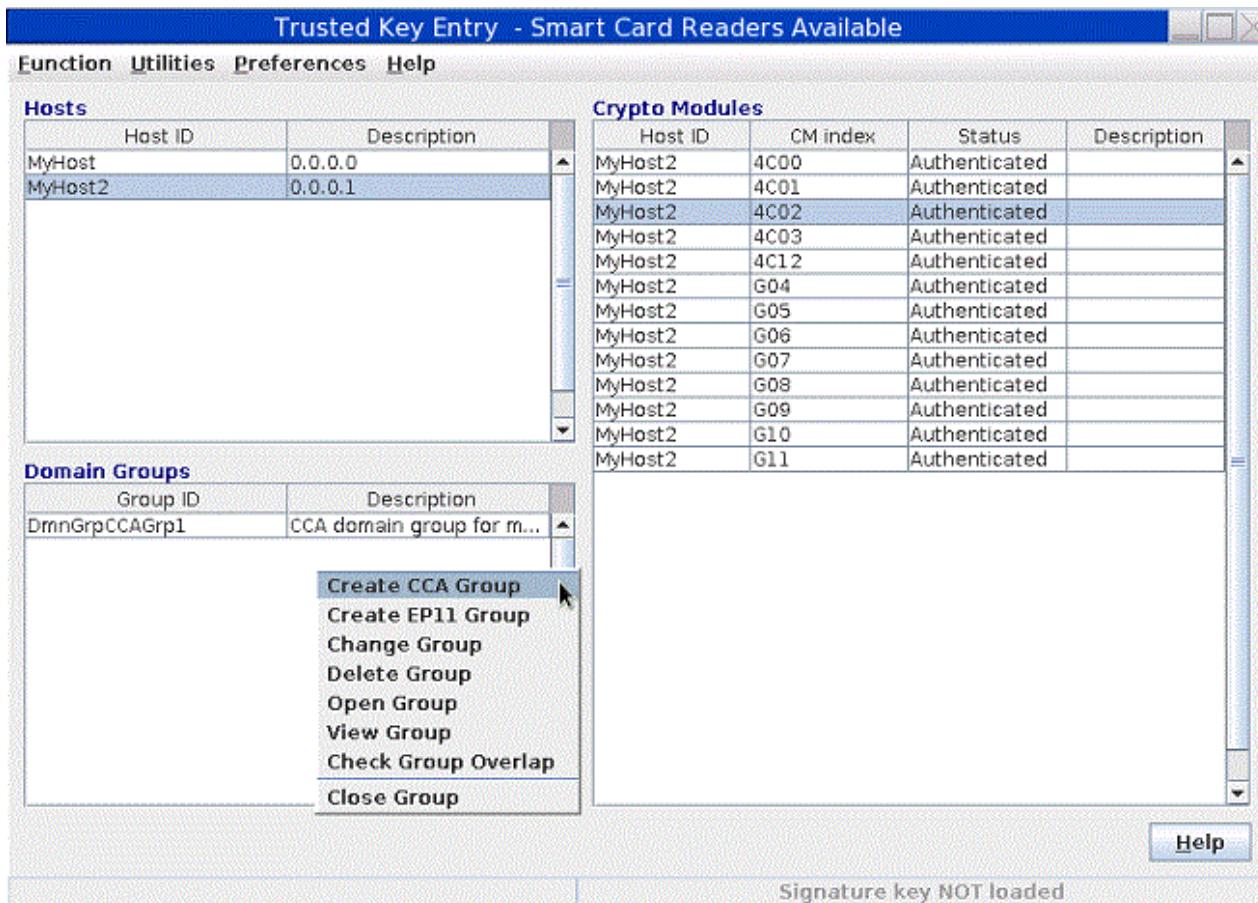 Trusted Key Entry - Smart Card Readers Available
Function Utilities Preferences Help
Hosts
Host ID Description
MyHost 0.0.0.0
MyHost2 0.0.0.1
Crypto Modules
Host ID CM index Status Description
MyHost2 4C00 Authenticated
MyHost2 4C01 Authenticated
MyHost2 4C02 Authenticated
MyHost2 4C03 Authenticated
MyHost2 4C12 Authenticated
MyHost2 G04 Authenticated
MyHost2 G05 Authenticated
MyHost2 G06 Authenticated
MyHost2 G07 Authenticated
MyHost2 G08 Authenticated
MyHost2 G09 Authenticated
MyHost2 G10 Authenticated
MyHost2 G11 Authenticated
Domain Groups
Group ID Description
DmnGrpCCAGrp1 CCA domain group for m...
Create CCA Group
Create EP11 Group
Change Group
Delete Group
Open Group
View Group
Check Group Overlap
Close Group
Help
Signature key NOT loaded